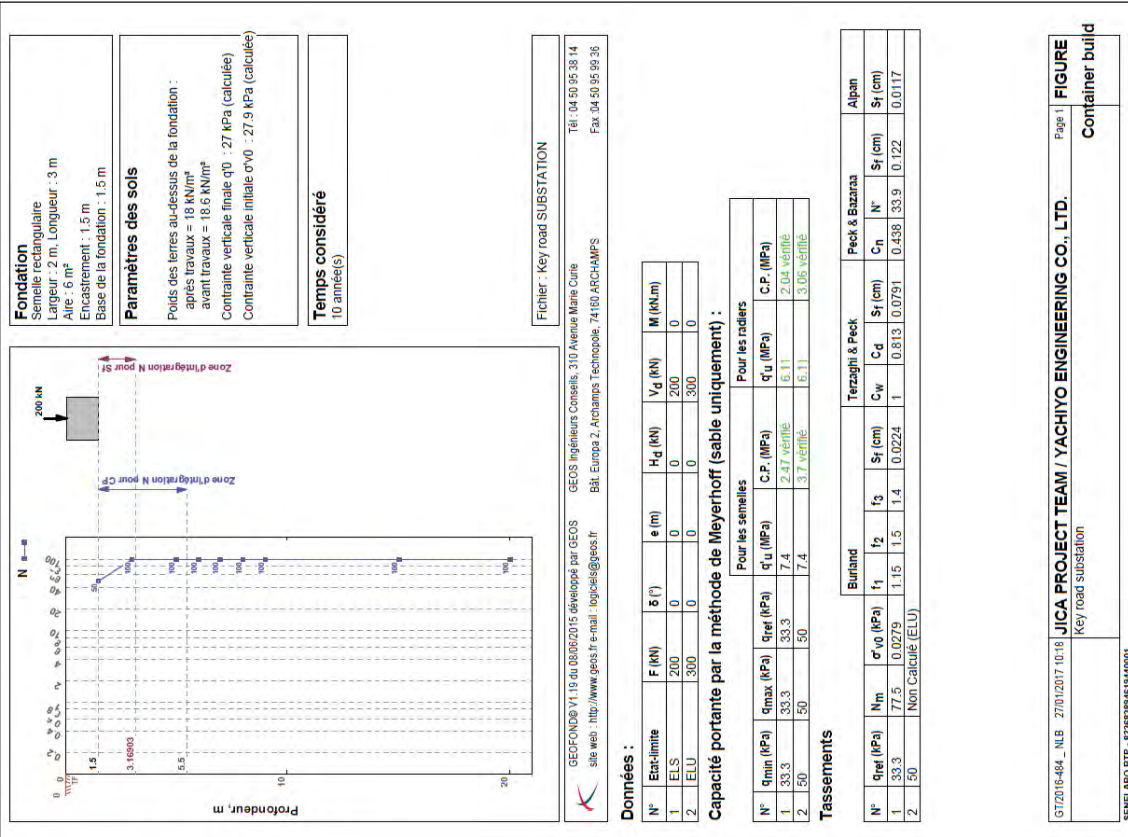 Fondation
Semelle rectangulaire
Largeur : 2 m, Longueur : 3 m
Aire : 6 m²
Encastrement : 1.5 m
Base de la fondation : 1.5 m
Paramètres des sols
Poids des terres au-dessus de la fondation :
après travaux = 18 kN/m³
avant travaux = 18.6 kN/m³
Contrainte verticale finale q'0 : 27 kPa (calculée)
Contrainte verticale initiale σ'v0 : 27.9 kPa (calculée)
Temps considéré
10 année(s)
Fichier : Key road SUBSTATION
N
200 kN
Zone d'intégration N pour Sf
Zone d'intégration N pour CP
Profondeur, m
0
TF
1.5
3.16903
5.5
10
20
50
100
100
100
100
100
100
100
100
GEOFOND® V1.19 du 08/06/2015 développé par GEOS
site web : http://www.geos.fr e-mail : logiciels@geos.fr
GEOS Ingénieurs Conseils, 310 Avenue Marie Curie
Bât. Europa 2, Archamps Technopole, 74160 ARCHAMPS
Tél : 04 50 95 38 14
Fax :04 50 95 99 36
Données :
N° Etat-limite F (kN) δ (°) e (m) Hd (kN) Vd (kN) M (kN.m)
1 ELS 200 0 0 0 200 0
2 ELU 300 0 0 0 300 0
Capacité portante par la méthode de Meyerhoff (sable uniquement) :
Pour les semelles Pour les radiers
N° qmin (kPa) qmax (kPa) qref (kPa) q'u (MPa) C.P. (MPa) q'u (MPa) C.P. (MPa)
1 33.3 33.3 33.3 7.4 2.47 vérifié 6.11 2.04 vérifié
2 50 50 50 7.4 3.7 vérifié 6.11 3.06 vérifié
Tassements
Burland Terzaghi & Peck Peck & Bazaraa Alpan
N° qref (kPa) Nm σ'v0 (kPa) f1 f2 f3 Sf (cm) Cw Cd Sf (cm) Cn N' Sf (cm) Sf (cm)
1 33.3 77.5 0.0279 1.15 1.5 1.4 0.0224 1 0.813 0.0791 0.438 33.9 0.122 0.0117
2 50 Non Calculé (ELU)
GT/2016-484 _ NLB 27/01/2017 10:18
JICA PROJECT TEAM / YACHIYO ENGINEERING CO., LTD.
Page 1
FIGURE
Key road substation
Container build